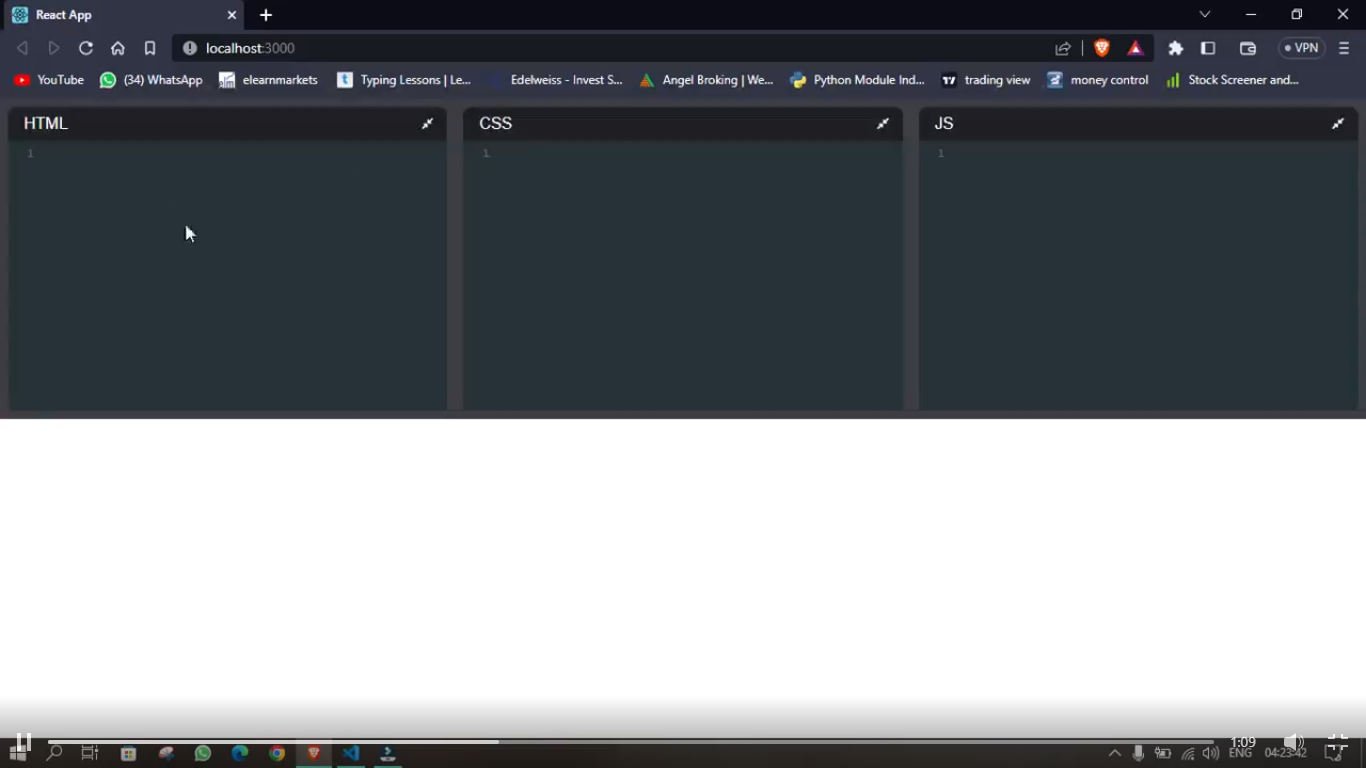 React App
localhost:3000
VPN
YouTube (34) WhatsApp elearnmarkets Typing Lessons | Le... Edelweiss - Invest S... Angel Broking | We... Python Module Ind... trading view money control Stock Screener and...
HTML CSS JS
1 1 1
1:09
ENG 04:23:42